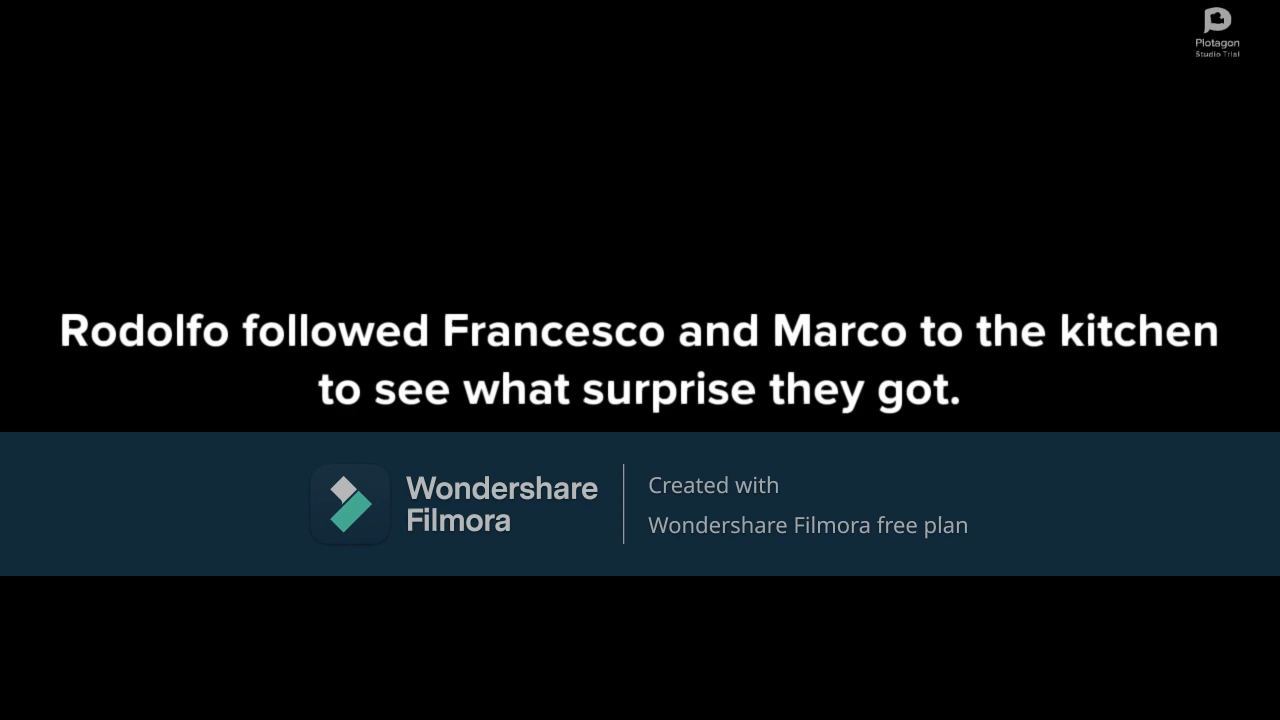 Plotagon
Studio Trial
Rodolfo followed Francesco and Marco to the kitchen
to see what surprise they got.
Wondershare
Filmora
Created with
Wondershare Filmora free plan